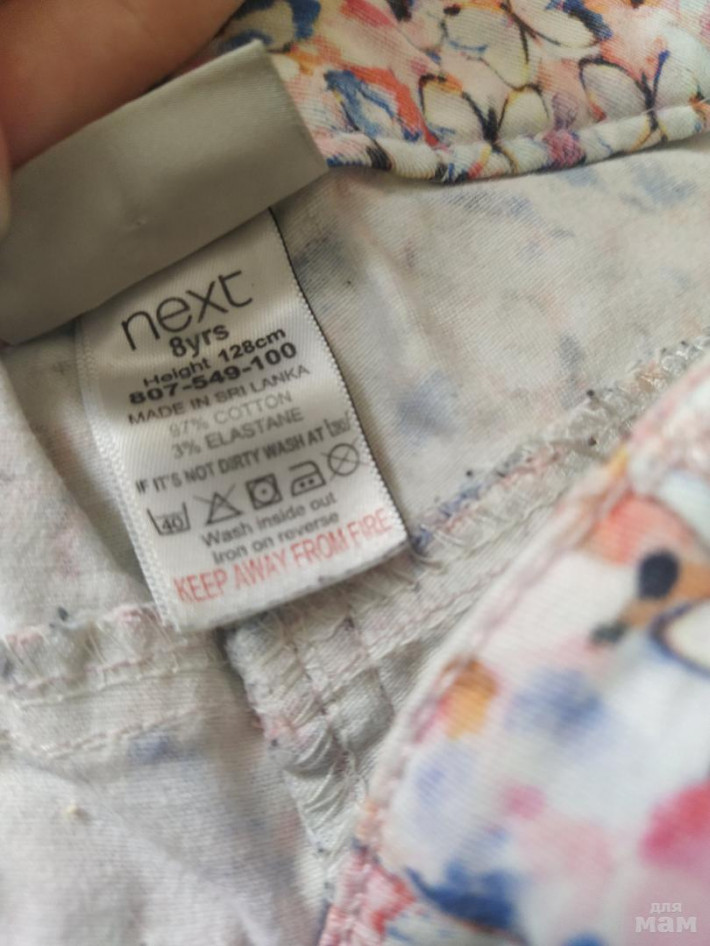 next
8yrs
Height 128cm
807-549-100
MADE IN SRI LANKA
97% COTTON
3% ELASTANE
IF IT'S NOT DIRTY WASH AT 30°
40
Wash inside out
Iron on reverse
KEEP AWAY FROM FIRE
для
мам